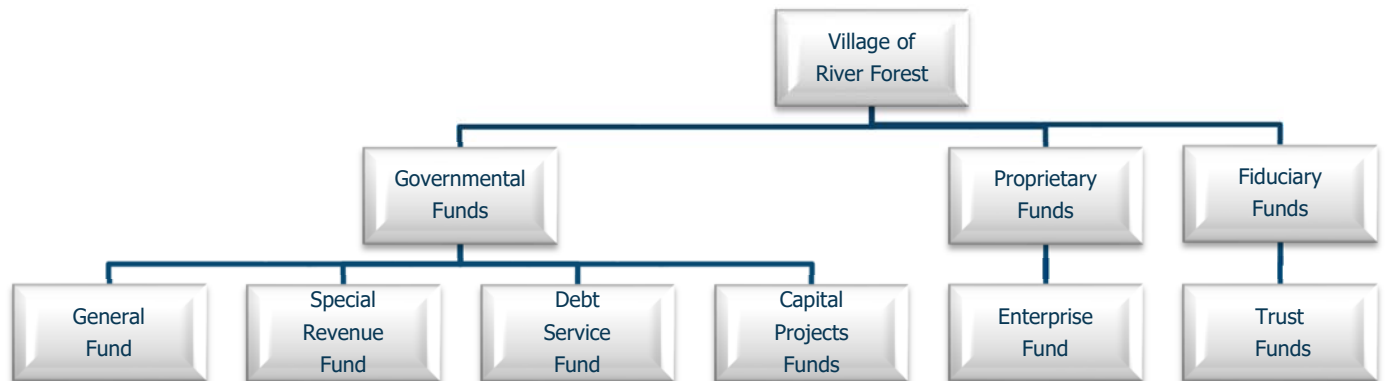 Village of
River Forest
Governmental
Funds
Proprietary
Funds
Fiduciary
Funds
General
Fund
Special
Revenue
Fund
Debt
Service
Fund
Capital
Projects
Funds
Enterprise
Fund
Trust
Funds